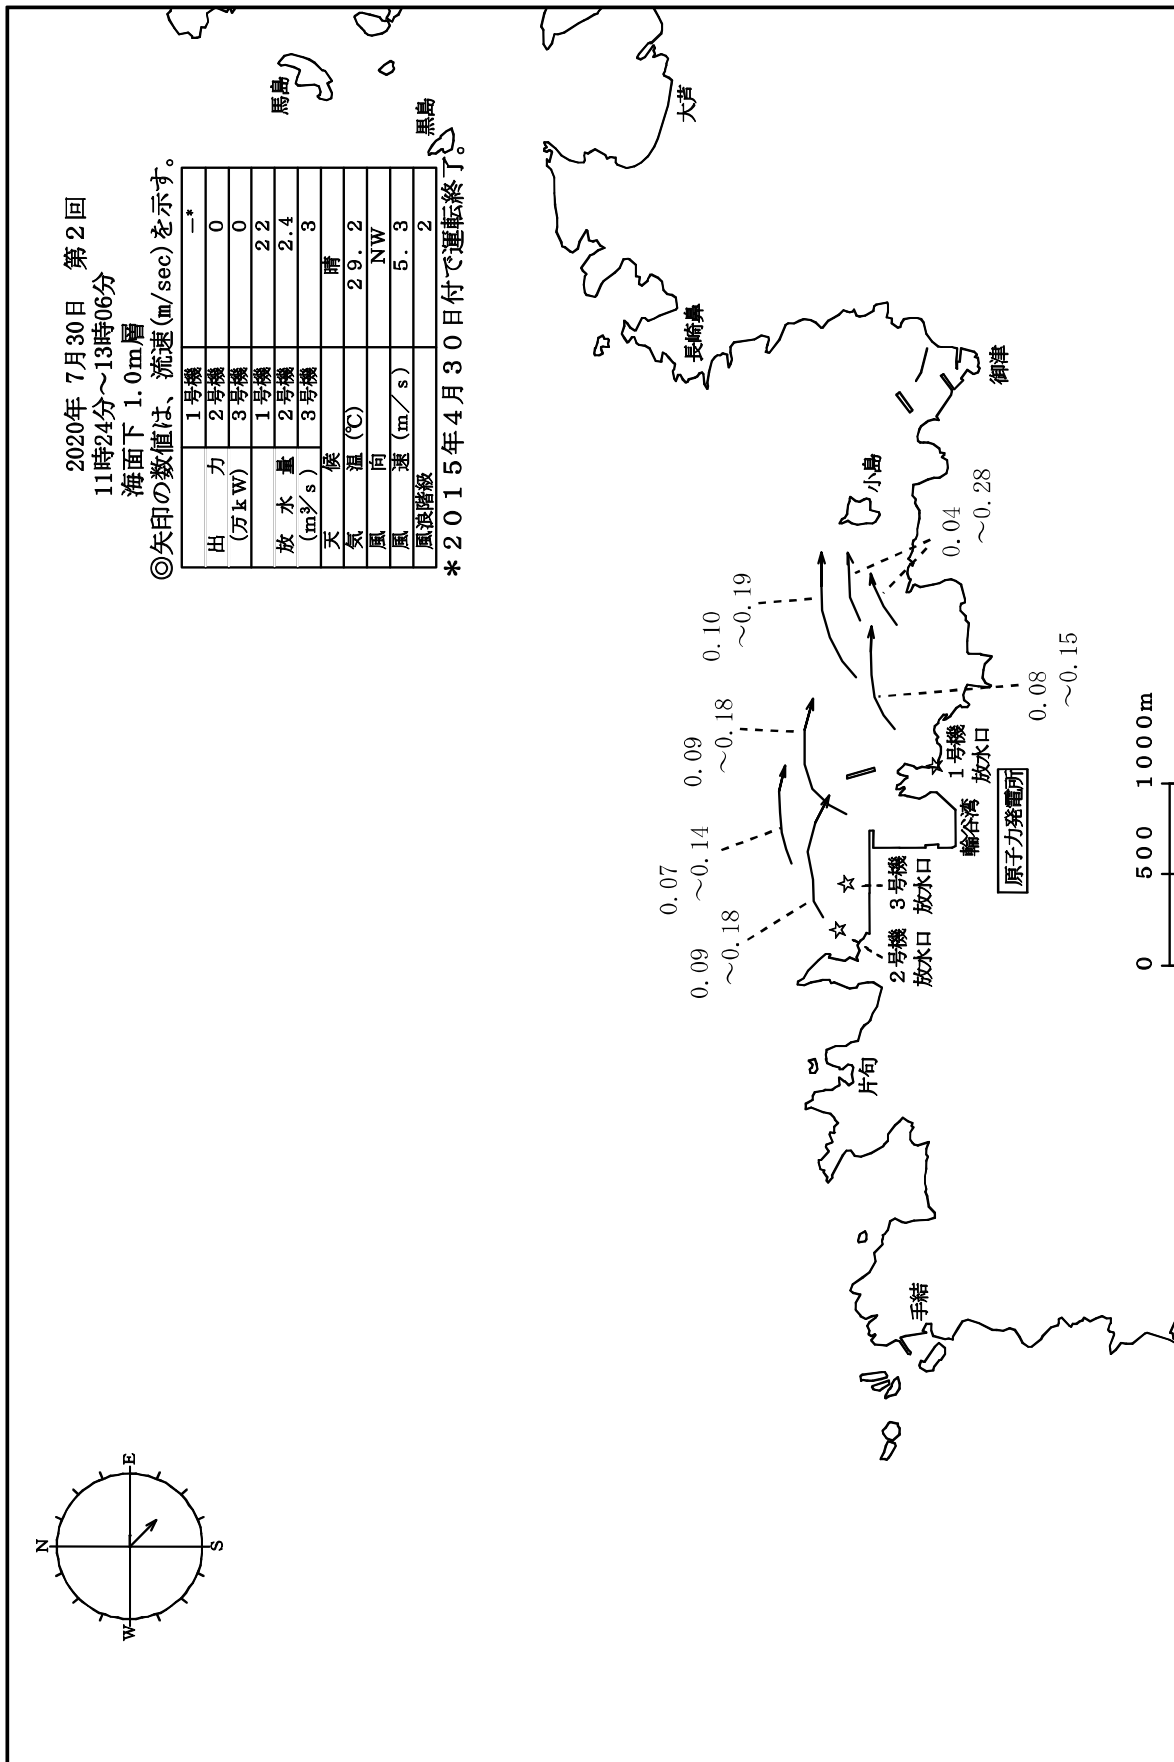 2020年 7月30日 第2回
11時24分～13時06分
海面下 1.0m層
◎矢印の数値は、流速(m/sec)を示す。
1号機 －*
出 力 2号機 0
(万kW) 3号機 0
1号機 22
放水量 2号機 2.4
(m³/s) 3号機 3
天 候 晴
気 温 (℃) 29.2
風 向 NW
風 速 (m／s) 5.3
風浪階級 2
＊2015年4月30日付で運転終了。
N
W
E
S
馬島
黒島
大芦
長崎鼻
御津
小島
0.10
～0.19
0.04
～0.28
0.09
～0.18
0.07
～0.14
0.09
～0.18
0.08
～0.15
1号機
放水口
2号機
放水口
3号機
放水口
輪谷湾
原子力発電所
片句
手結
0 500 1000m